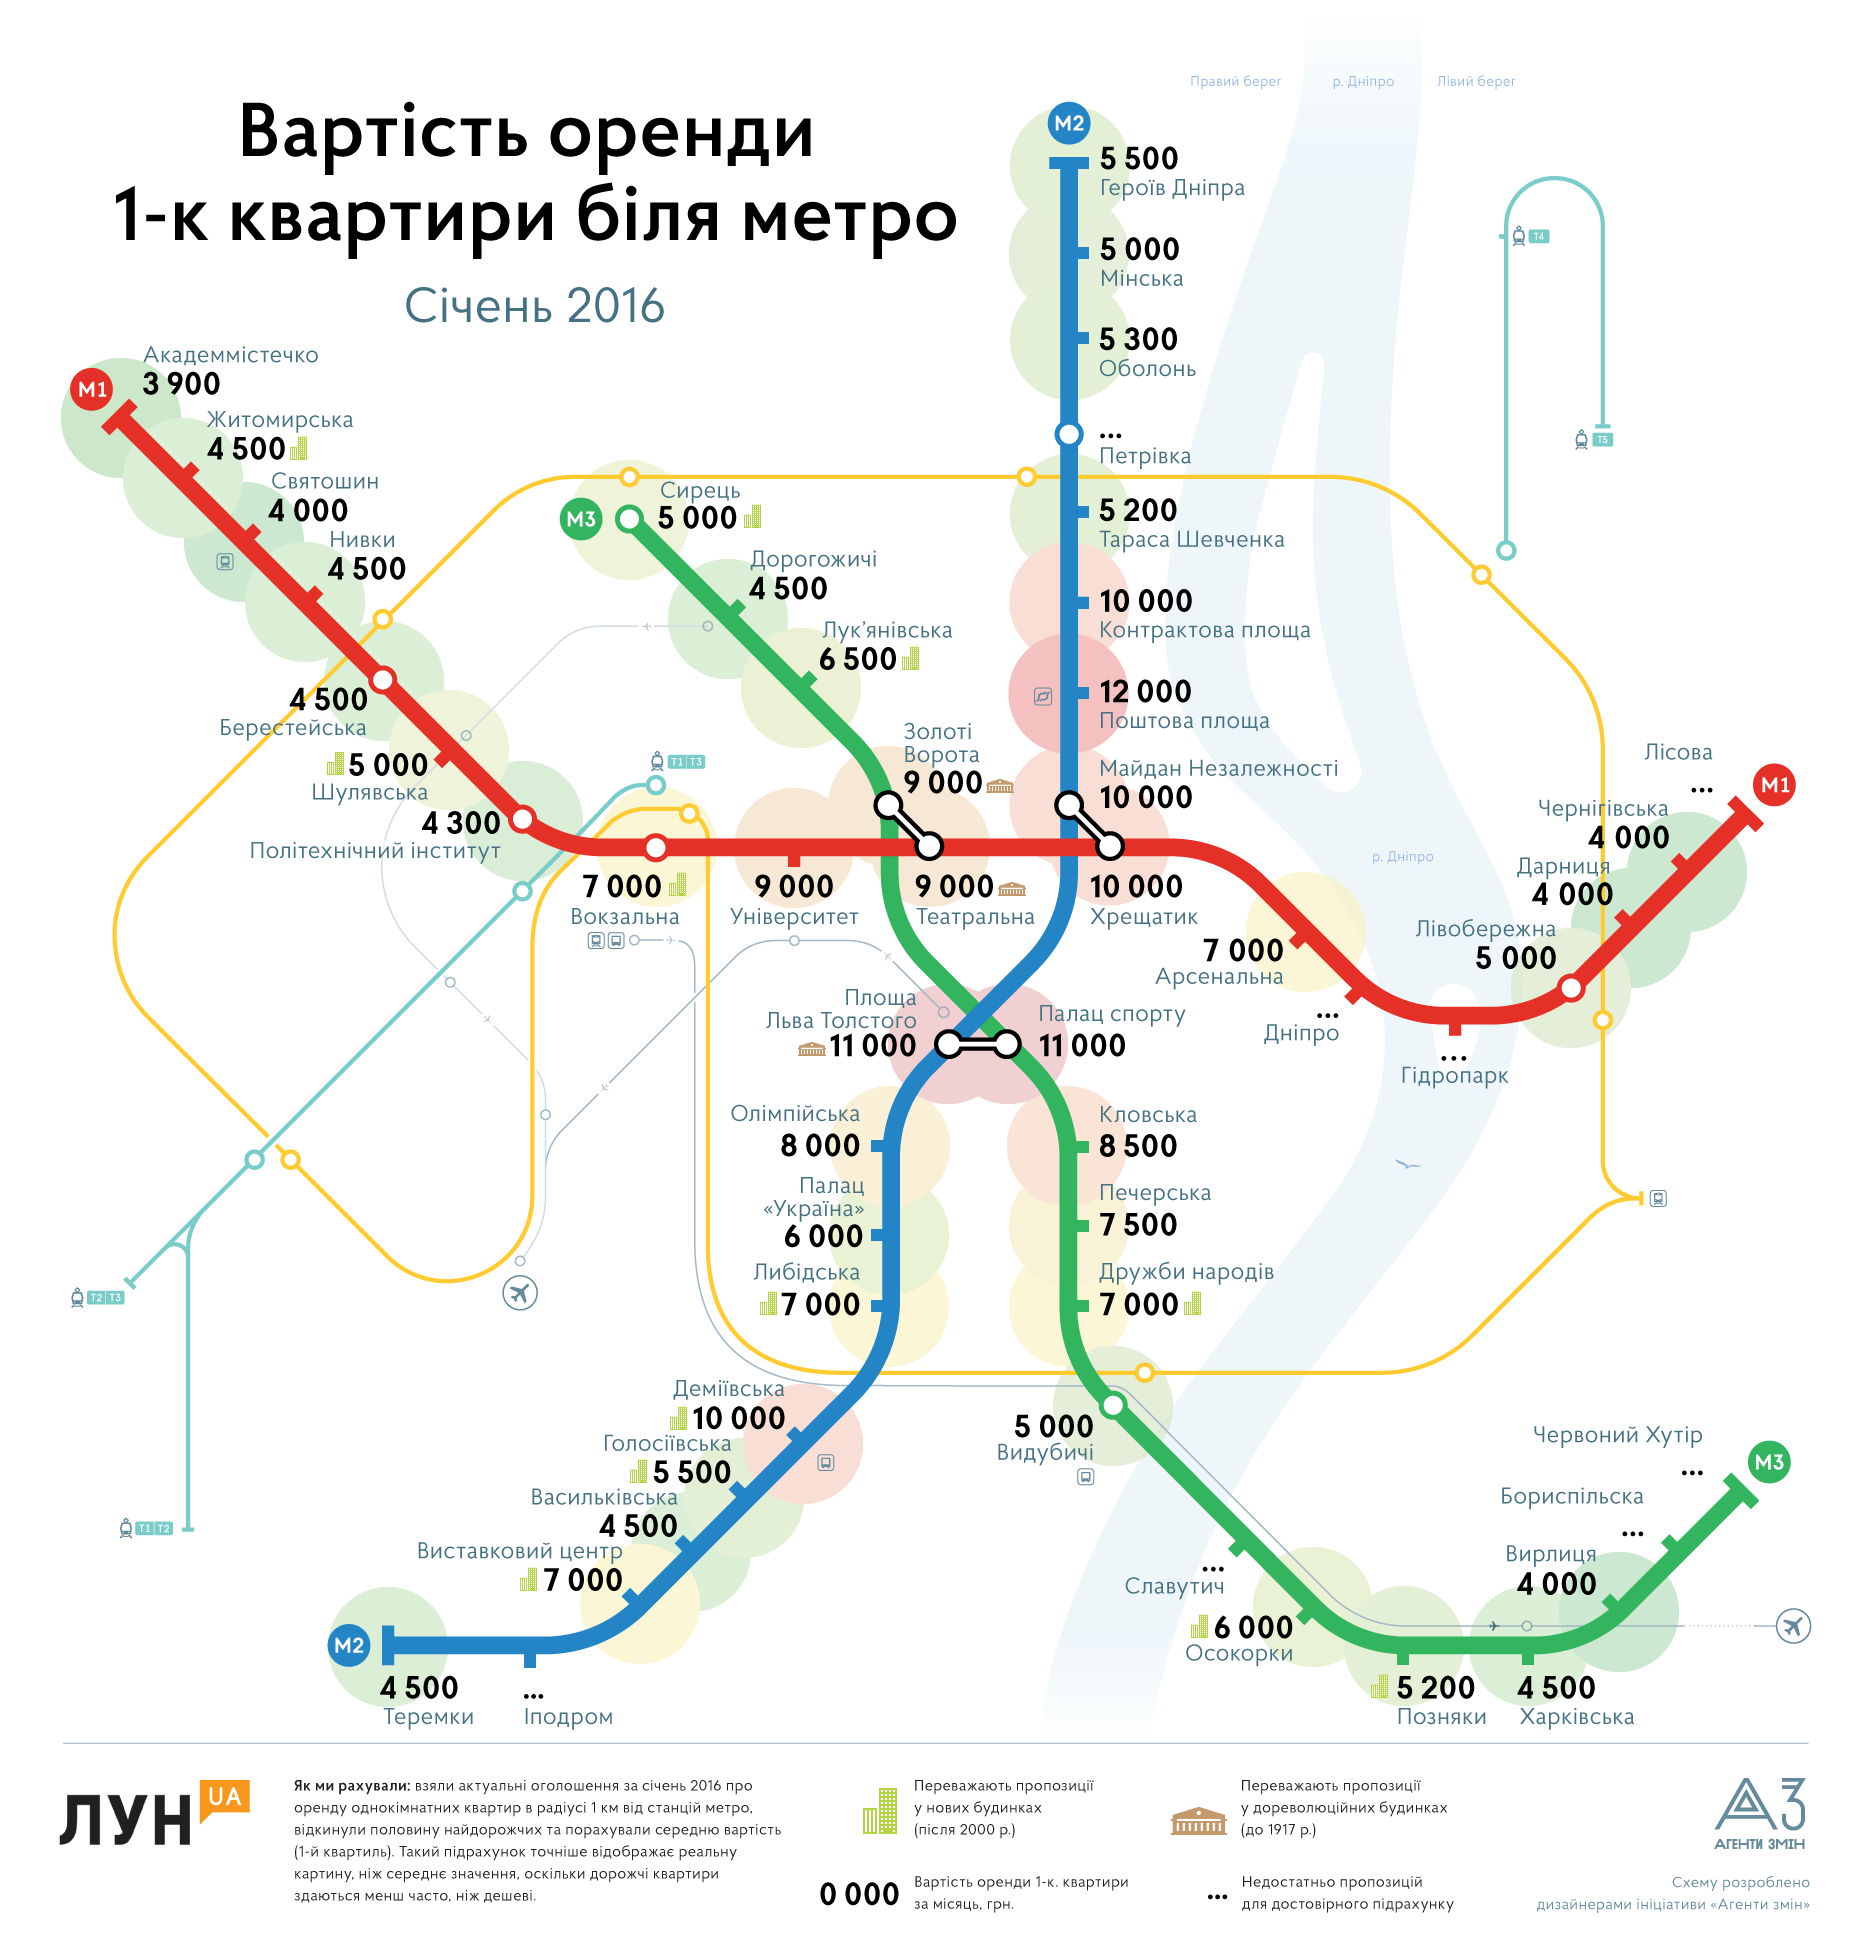 Вартість оренди
1-к квартири біля метро
Січень 2016
Правий берег
р. Дніпро
Лівий берег
M2
5 500
Героїв Дніпра
5 000
Мінська
5 300
Оболонь
...
Петрівка
5 200
Тараса Шевченка
10 000
Контрактова площа
12 000
Поштова площа
Майдан Незалежності
10 000
T4
T5
M1
Академмістечко
3 900
Житомирська
4 500
Святошин
4 000
Нивки
4 500
4 500
Берестейська
5 000
Шулявська
4 300
Політехнічний інститут
M3
Сирець
5 000
Дорогожичі
4 500
Лук’янівська
6 500
Золоті
Ворота
9 000
T1 T3
7 000
Вокзальна
9 000
Університет
9 000
Театральна
10 000
Хрещатик
р. Дніпро
7 000
Арсенальна
...
Дніпро
...
Гідропарк
Лівобережна
5 000
Дарниця
4 000
Чернігівська
4 000
Лісова
...
M1
Площа
Льва Толстого
11 000
Палац спорту
11 000
Олімпійська
8 000
Палац
«Україна»
6 000
Либідська
7 000
Кловська
8 500
Печерська
7 500
Дружби народів
7 000
T2 T3
T1 T2
Деміївська
10 000
Голосіївська
5 500
Васильківська
4 500
Виставковий центр
7 000
M2
4 500
Теремки
...
Іподром
5 000
Видубичі
...
Славутич
6 000
Осокорки
5 200
Позняки
4 500
Харківська
Вирлиця
4 000
Бориспільска
...
Червоний Хутір
...
M3
ЛУН UA
Як ми рахували: взяли актуальні оголошення за січень 2016 про
оренду однокімнатних квартир в радіусі 1 км від станцій метро,
відкинули половину найдорожчих та порахували середню вартість
(1-й квартиль). Такий підрахунок точніше відображає реальну
картину, ніж середнє значення, оскільки дорожчі квартири
здаються менш часто, ніж дешеві.
Переважають пропозиції
у нових будинках
(після 2000 р.)
0 000
Вартість оренди 1-к. квартири
за місяць, грн.
Переважають пропозиції
у дореволюційних будинках
(до 1917 р.)
...
Недостатньо пропозицій
для достовірного підрахунку
АЗ
АГЕНТИ ЗМІН
Схему розроблено
дизайнерами ініціативи «Агенти змін»